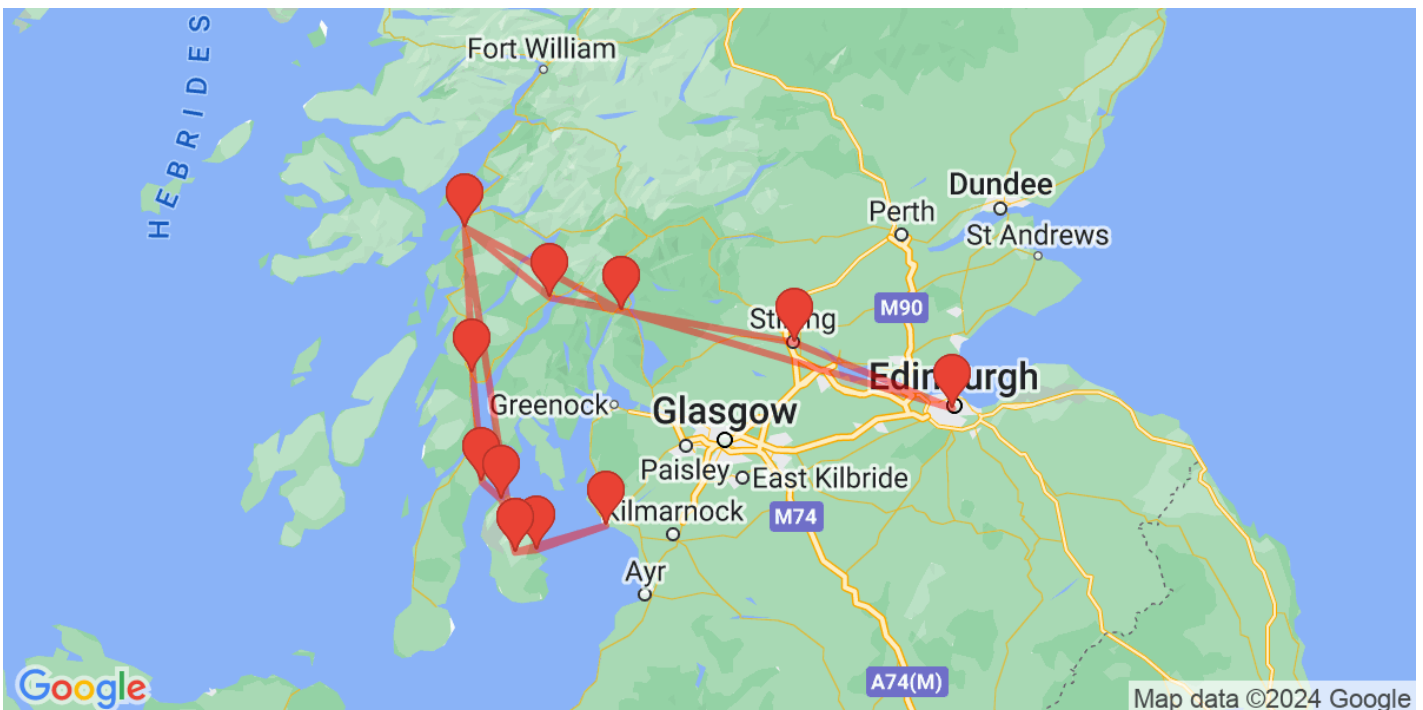 HEBRIDES
Fort William
Dundee
Perth
St Andrews
M90
Stirling
Edinburgh
Greenock
Glasgow
Paisley
East Kilbride
Kilmarnock
M74
Ayr
A74(M)
Google
Map data ©2024 Google